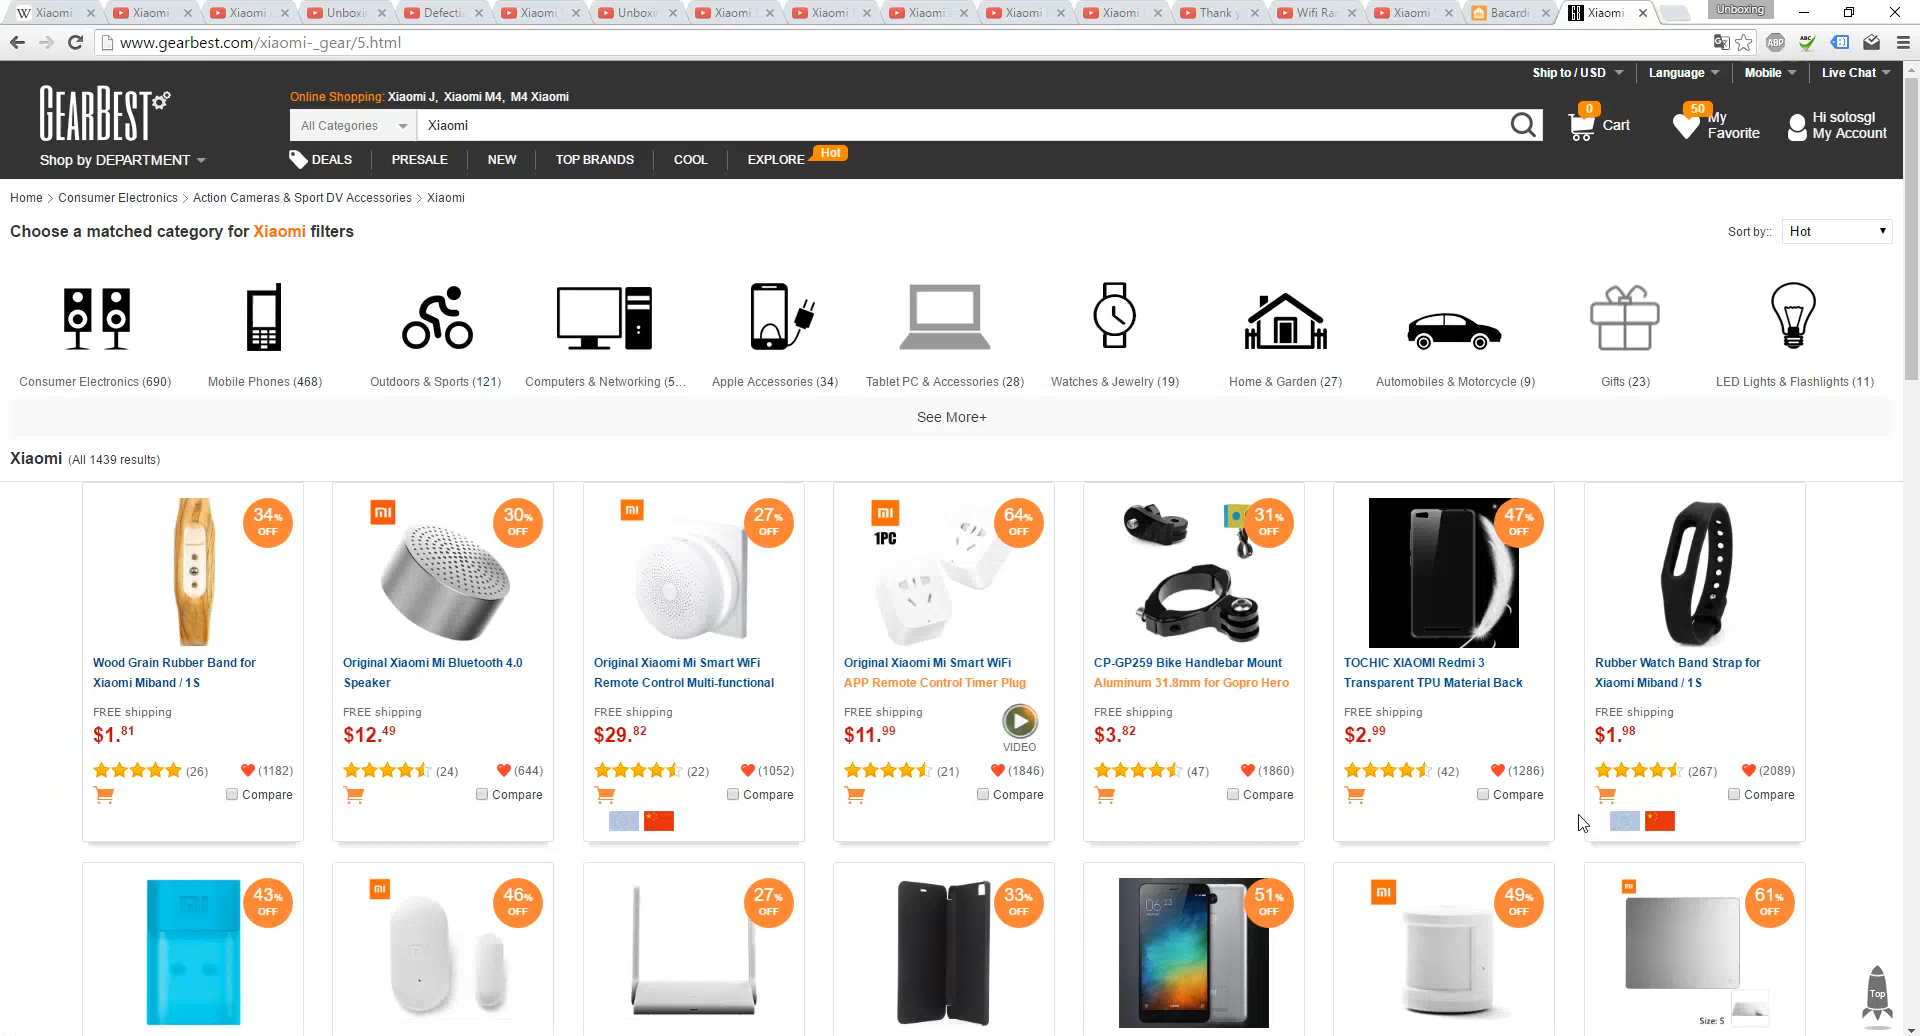 Xiaomi
Xiaomi
Xiaomi
Unboxi
Defecti
Xiaomi
Unboxi
Xiaomi
Xiaomi
Xiaomi
Xiaomi
Xiaomi
Thank y
Wifi Ra
Xiaomi
Bacardi
Xiaomi
Unboxing
www.gearbest.com/xiaomi-_gear/5.html
ABP
ABC
Ship to / USD
Language
Mobile
Live Chat
GEARBEST
Online Shopping: Xiaomi J, Xiaomi M4, M4 Xiaomi
All Categories
Xiaomi
0
Cart
50
My Favorite
Hi sotosgl
My Account
Shop by DEPARTMENT
DEALS
PRESALE
NEW
TOP BRANDS
COOL
EXPLORE
Hot
Home > Consumer Electronics > Action Cameras & Sport DV Accessories > Xiaomi
Choose a matched category for Xiaomi filters
Sort by:: Hot
Consumer Electronics (690)
Mobile Phones (468)
Outdoors & Sports (121)
Computers & Networking (5...
Apple Accessories (34)
Tablet PC & Accessories (28)
Watches & Jewelry (19)
Home & Garden (27)
Automobiles & Motorcycle (9)
Gifts (23)
LED Lights & Flashlights (11)
See More+
Xiaomi (All 1439 results)
34% OFF
Wood Grain Rubber Band for
Xiaomi Miband / 1S
FREE shipping
$1.81
(26)
(1182)
Compare
mi
30% OFF
Original Xiaomi Mi Bluetooth 4.0
Speaker
FREE shipping
$12.49
(24)
(644)
Compare
mi
27% OFF
Original Xiaomi Mi Smart WiFi
Remote Control Multi-functional
FREE shipping
$29.82
(22)
(1052)
Compare
mi
1PC
64% OFF
Original Xiaomi Mi Smart WiFi
APP Remote Control Timer Plug
FREE shipping
$11.99
VIDEO
(21)
(1846)
Compare
31% OFF
CP-GP259 Bike Handlebar Mount
Aluminum 31.8mm for Gopro Hero
FREE shipping
$3.82
(47)
(1860)
Compare
47% OFF
TOCHIC XIAOMI Redmi 3
Transparent TPU Material Back
FREE shipping
$2.99
(42)
(1286)
Compare
Rubber Watch Band Strap for
Xiaomi Miband / 1S
FREE shipping
$1.98
(267)
(2089)
Compare
mi
43% OFF
mi
46% OFF
27% OFF
33% OFF
06:23
51% OFF
mi
49% OFF
mi
61% OFF
Size: S
Top